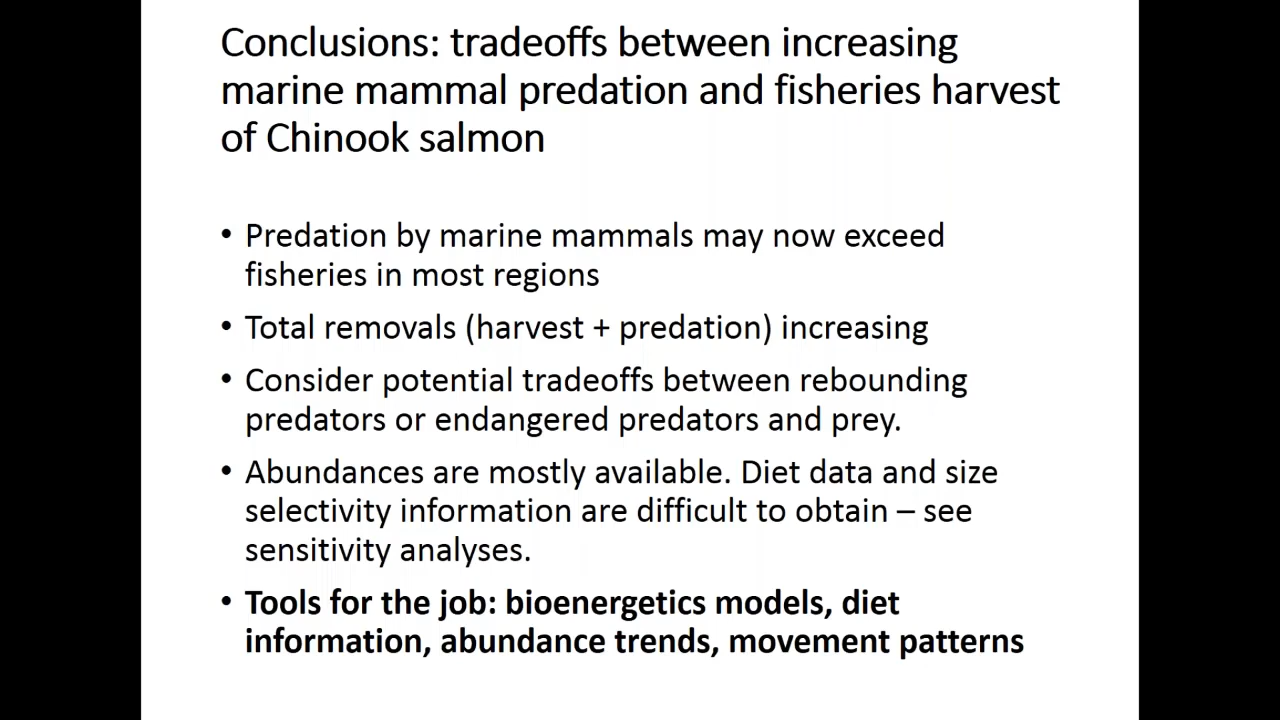 Conclusions: tradeoffs between increasing
marine mammal predation and fisheries harvest
of Chinook salmon
• Predation by marine mammals may now exceed
fisheries in most regions
• Total removals (harvest + predation) increasing
• Consider potential tradeoffs between rebounding
predators or endangered predators and prey.
• Abundances are mostly available. Diet data and size
selectivity information are difficult to obtain – see
sensitivity analyses.
• Tools for the job: bioenergetics models, diet
information, abundance trends, movement patterns